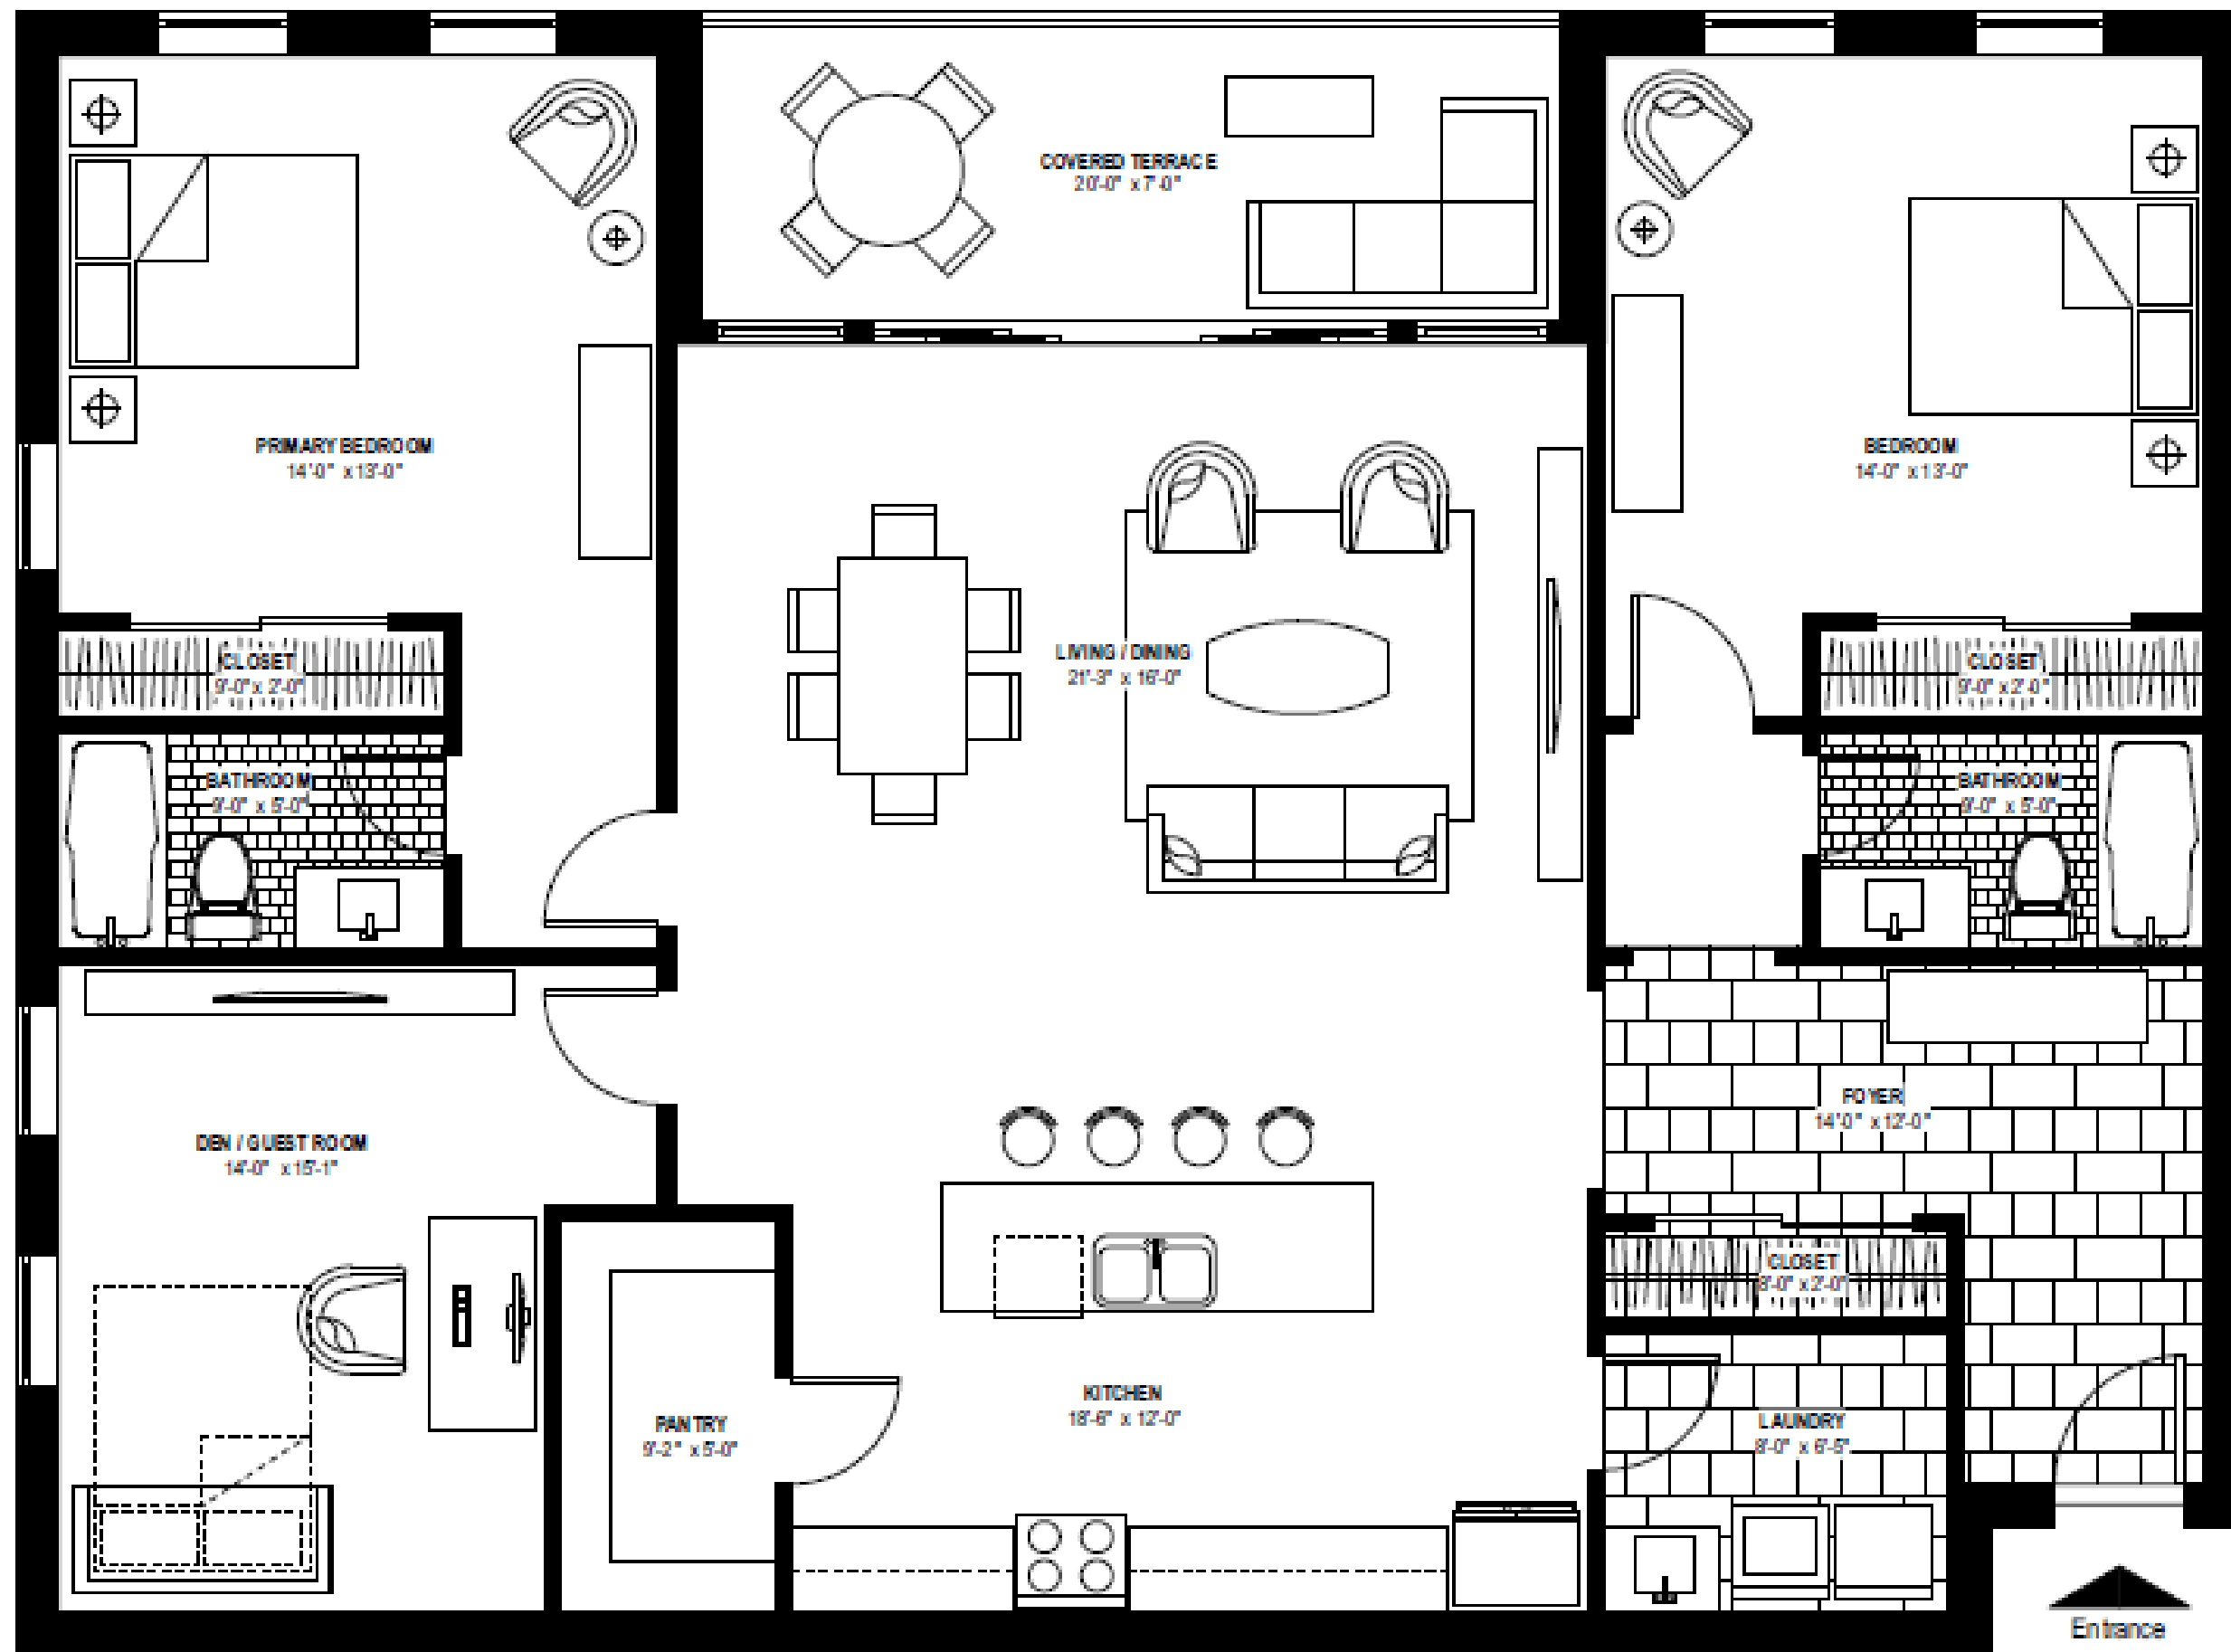 COVERED TERRACE
20'-0" x 7'-0"
PRIMARY BEDROOM
14'-0" x 13'-0"
BEDROOM
14'-0" x 13'-0"
LIVING / DINING
21'-3" x 16'-0"
CLOSET
9'-0" x 2'-0"
CLOSET
9'-0" x 2'-0"
BATHROOM
9'-0" x 5'-0"
BATHROOM
9'-0" x 5'-0"
FOYER
14'-0" x 12'-0"
DEN / GUEST ROOM
14'-0" x 15'-1"
CLOSET
8'-0" x 2'-0"
KITCHEN
18'-6" x 12'-0"
PANTRY
9'-2" x 5'-0"
LAUNDRY
8'-0" x 6'-5"
Entrance